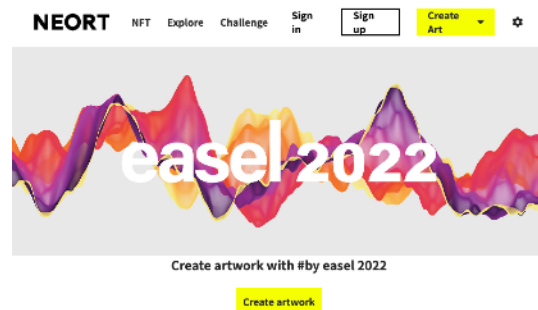 NEORT NFT Explore Challenge Sign in Sign up Create Art
easel 2022
Create artwork with #by easel 2022
Create artwork